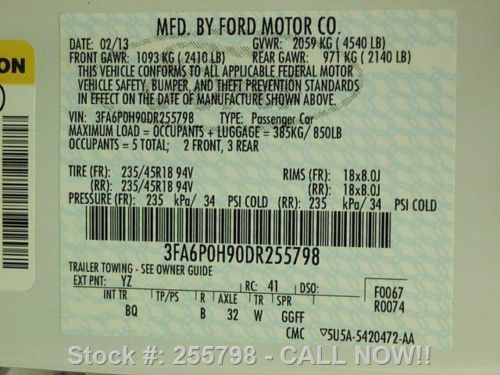 MFD. BY FORD MOTOR CO.
DATE: 02/13 GVWR: 2059 KG ( 4540 LB)
FRONT GAWR: 1093 KG ( 2410 LB) REAR GAWR: 971 KG ( 2140 LB)
THIS VEHICLE CONFORMS TO ALL APPLICABLE FEDERAL MOTOR
VEHICLE SAFETY, BUMPER, AND THEFT PREVENTION STANDARDS
IN EFFECT ON THE DATE OF MANUFACTURE SHOWN ABOVE.
VIN: 3FA6P0H90DR255798 TYPE: Passenger Car
MAXIMUM LOAD = OCCUPANTS + LUGGAGE = 385KG/850LB
OCCUPANTS = 5 TOTAL; 2 FRONT, 3 REAR
TIRE (FR): 235/45R18 94V RIMS (FR): 18x8.0J
(RR): 235/45R18 94V (RR): 18x8.0J
PRESSURE (FR): 235 kPa/ 34 PSI COLD (RR): 235 kPa/ 34 PSI COLD
3FA6P0H90DR255798
TRAILER TOWING - SEE OWNER GUIDE
EXT PNT: YZ RC: 41 DSO: F0067
INT TR TP/PS R AXLE TR SPR R0074
BQ B 32 W GGFF
CMC 5U5A-5420472-AA
ON
Stock #: 255798 - CALL NOW!!